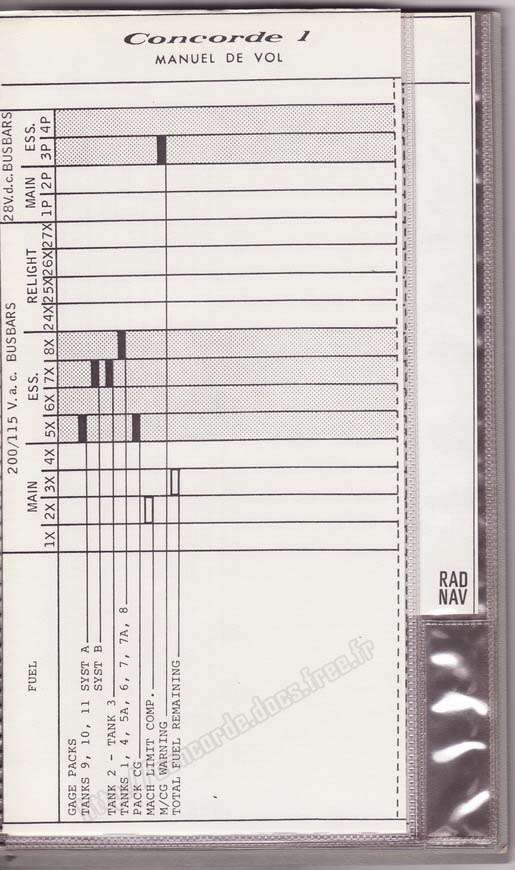 Concorde 1
MANUEL DE VOL
FUEL
200/115 V.a.c. BUSBARS
28V.d.c. BUSBARS
MAIN
ESS.
RELIGHT
MAIN
ESS.
1X 2X 3X 4X 5X 6X 7X 8X 24X 25X 26X 27X 1P 2P 3P 4P
GAGE PACKS
TANKS 9, 10, 11 SYST A
SYST B
TANK 2 - TANK 3
TANKS 1, 4, 5A, 6, 7, 7A, 8
PACK CG
MACH LIMIT COMP.
M/CG WARNING
TOTAL FUEL REMAINING
RAD
NAV
concorde.docs.free.fr